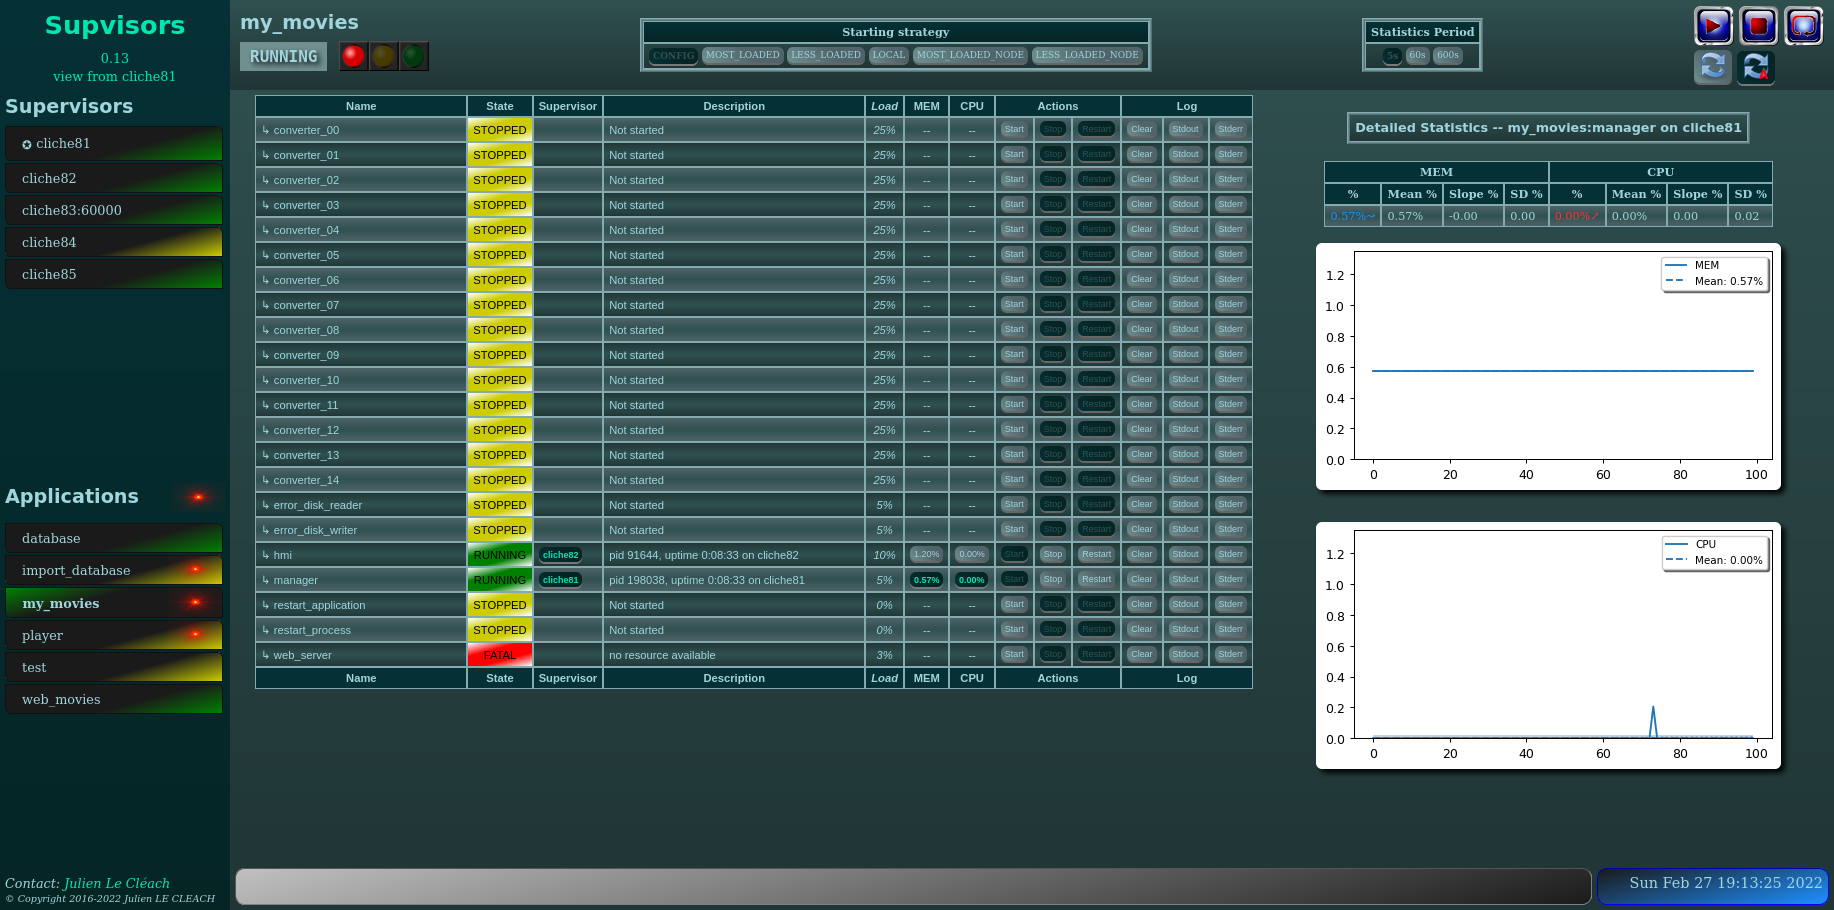 Supvisors
0.13
view from cliche81
Supervisors
✪ cliche81
cliche82
cliche83:60000
cliche84
cliche85
Applications
database
import_database
my_movies
player
test
web_movies
Contact: Julien Le Cléach
© Copyright 2016-2022 Julien LE CLEACH
my_movies
RUNNING
Starting strategy
CONFIG MOST_LOADED LESS_LOADED LOCAL MOST_LOADED_NODE LESS_LOADED_NODE
Statistics Period
5s 60s 600s
Name State Supervisor Description Load MEM CPU Actions Log
↳ converter_00 STOPPED Not started 25% -- -- Start Stop Restart Clear Stdout Stderr
↳ converter_01 STOPPED Not started 25% -- -- Start Stop Restart Clear Stdout Stderr
↳ converter_02 STOPPED Not started 25% -- -- Start Stop Restart Clear Stdout Stderr
↳ converter_03 STOPPED Not started 25% -- -- Start Stop Restart Clear Stdout Stderr
↳ converter_04 STOPPED Not started 25% -- -- Start Stop Restart Clear Stdout Stderr
↳ converter_05 STOPPED Not started 25% -- -- Start Stop Restart Clear Stdout Stderr
↳ converter_06 STOPPED Not started 25% -- -- Start Stop Restart Clear Stdout Stderr
↳ converter_07 STOPPED Not started 25% -- -- Start Stop Restart Clear Stdout Stderr
↳ converter_08 STOPPED Not started 25% -- -- Start Stop Restart Clear Stdout Stderr
↳ converter_09 STOPPED Not started 25% -- -- Start Stop Restart Clear Stdout Stderr
↳ converter_10 STOPPED Not started 25% -- -- Start Stop Restart Clear Stdout Stderr
↳ converter_11 STOPPED Not started 25% -- -- Start Stop Restart Clear Stdout Stderr
↳ converter_12 STOPPED Not started 25% -- -- Start Stop Restart Clear Stdout Stderr
↳ converter_13 STOPPED Not started 25% -- -- Start Stop Restart Clear Stdout Stderr
↳ converter_14 STOPPED Not started 25% -- -- Start Stop Restart Clear Stdout Stderr
↳ error_disk_reader STOPPED Not started 5% -- -- Start Stop Restart Clear Stdout Stderr
↳ error_disk_writer STOPPED Not started 5% -- -- Start Stop Restart Clear Stdout Stderr
↳ hmi RUNNING cliche82 pid 91644, uptime 0:08:33 on cliche82 10% 1.20% 0.00% Start Stop Restart Clear Stdout Stderr
↳ manager RUNNING cliche81 pid 198038, uptime 0:08:33 on cliche81 5% 0.57% 0.00% Start Stop Restart Clear Stdout Stderr
↳ restart_application STOPPED Not started 0% -- -- Start Stop Restart Clear Stdout Stderr
↳ restart_process STOPPED Not started 0% -- -- Start Stop Restart Clear Stdout Stderr
↳ web_server FATAL no resource available 3% -- -- Start Stop Restart Clear Stdout Stderr
Name State Supervisor Description Load MEM CPU Actions Log
Detailed Statistics -- my_movies:manager on cliche81
MEM CPU
% Mean % Slope % SD % % Mean % Slope % SD %
0.57%⤳ 0.57% -0.00 0.00 0.00%↗ 0.00% 0.00 0.02
MEM
Mean: 0.57%
1.2
1.0
0.8
0.6
0.4
0.2
0.0
0 20 40 60 80 100
CPU
Mean: 0.00%
1.2
1.0
0.8
0.6
0.4
0.2
0.0
0 20 40 60 80 100
Sun Feb 27 19:13:25 2022